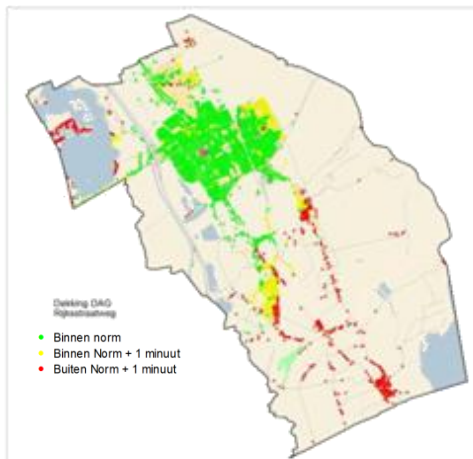 Dekking DAG
Rijksstraatweg
Binnen norm
Binnen Norm + 1 minuut
Buiten Norm + 1 minuut